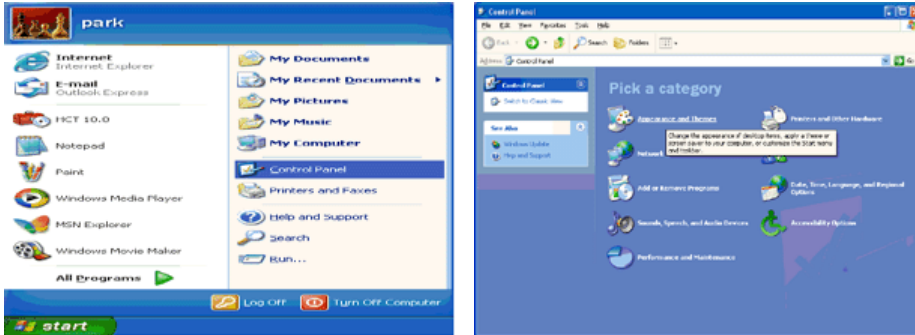 park
Internet
Internet Explorer
E-mail
Outlook Express
HCT 10.0
Notepad
Paint
Windows Media Player
MSN Explorer
Windows Movie Maker
All Programs
My Documents
My Recent Documents
My Pictures
My Music
My Computer
Control Panel
Printers and Faxes
Help and Support
Search
Run...
Log Off
Turn Off Computer
start
Control Panel
File Edit View Favorites Tools Help
Back Search Folders
Address Control Panel Go
Control Panel
Switch to Classic View
See Also
Windows Update
Help and Support
Pick a category
Appearance and Themes
Printers and Other Hardware
Change the appearance of desktop items, apply a theme or
screen saver to your computer, or customize the Start menu
and taskbar.
Network
Add or Remove Programs
Date, Time, Language, and Regional
Options
Sounds, Speech, and Audio Devices
Accessibility Options
Performance and Maintenance